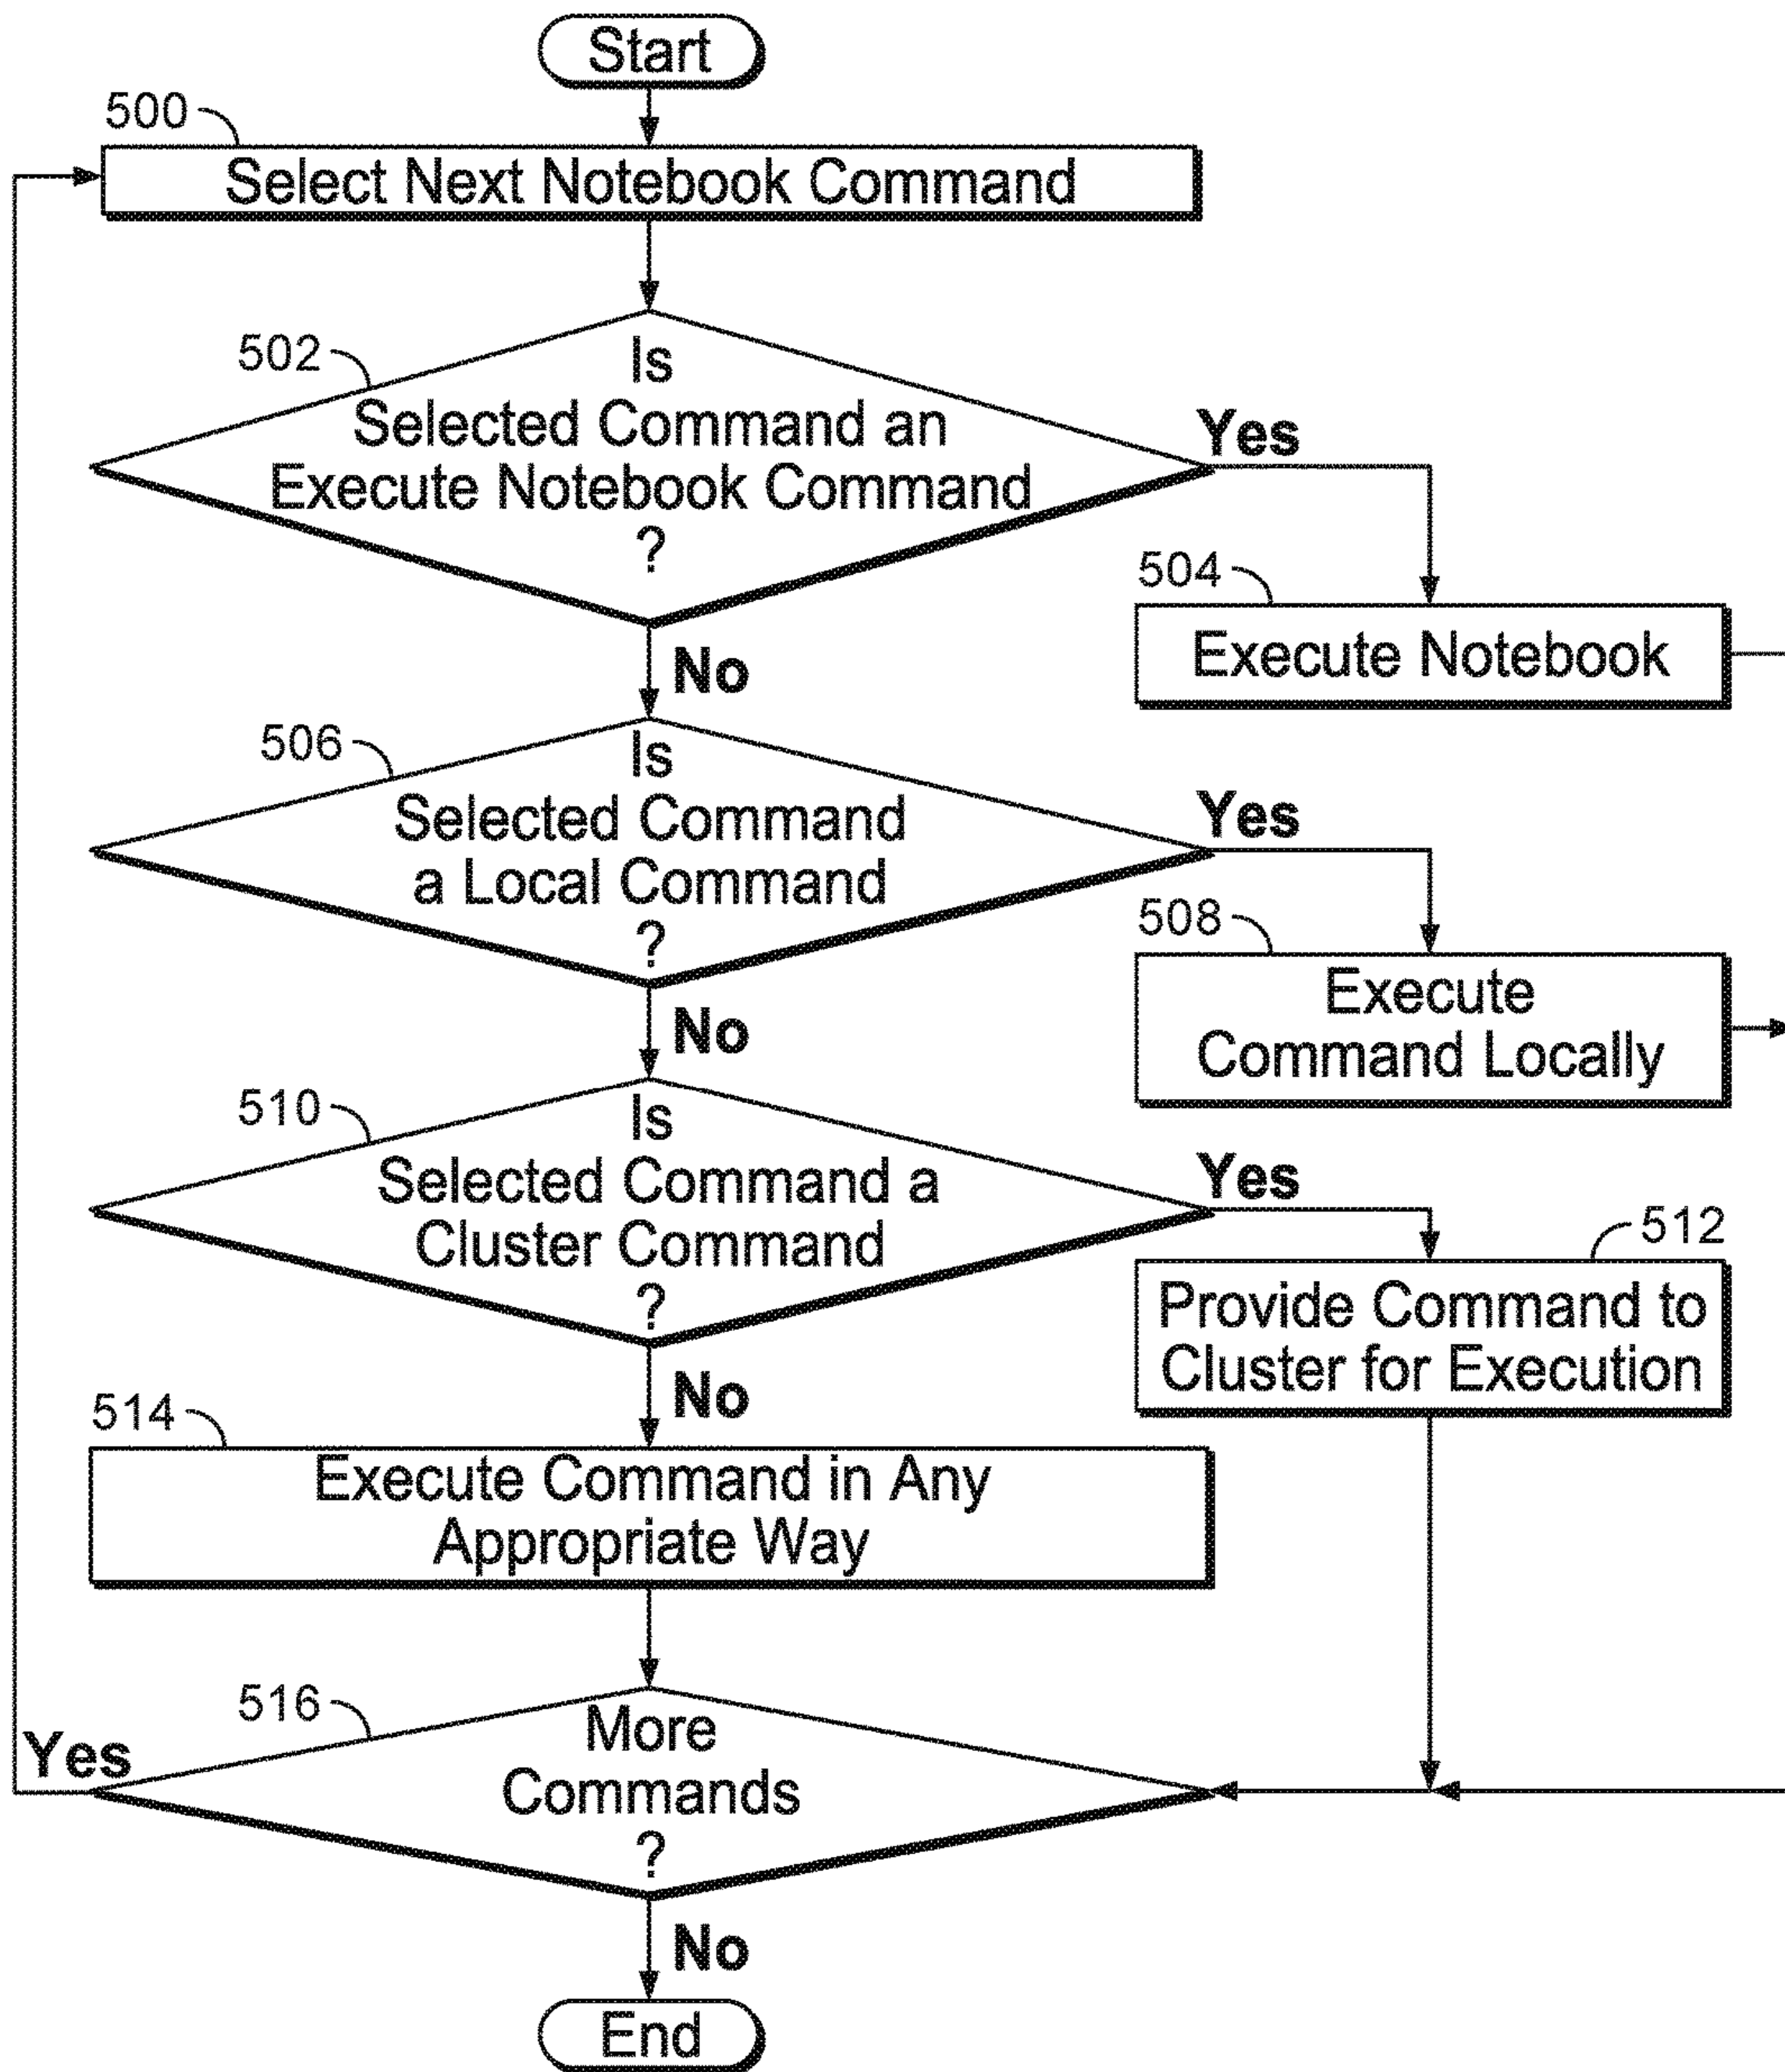 Start
500
Select Next Notebook Command
502
Is
Selected Command an
Execute Notebook Command
?
Yes
504
Execute Notebook
No
506
Is
Selected Command
a Local Command
?
Yes
508
Execute
Command Locally
No
510
Is
Selected Command a
Cluster Command
?
Yes
512
Provide Command to
Cluster for Execution
No
514
Execute Command in Any
Appropriate Way
516
More
Commands
?
Yes
No
End